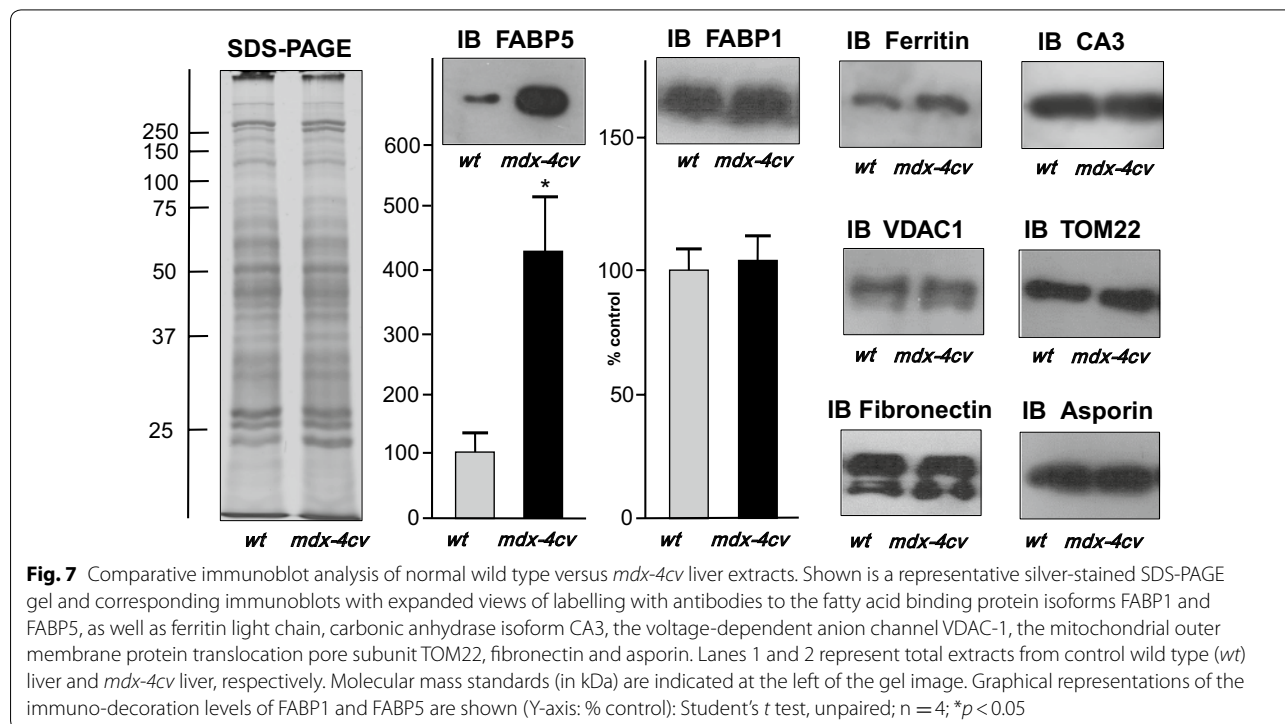 SDS-PAGE
250
150
100
75
50
37
25
wt mdx-4cv
IB FABP5
wt mdx-4cv
600
500
400
300
200
100
0
*
wt mdx-4cv
IB FABP1
wt mdx-4cv
% control
150
100
50
0
wt mdx-4cv
IB Ferritin
wt mdx-4cv
IB CA3
wt mdx-4cv
IB VDAC1
wt mdx-4cv
IB TOM22
wt mdx-4cv
IB Fibronectin
wt mdx-4cv
IB Asporin
wt mdx-4cv
Fig. 7 Comparative immunoblot analysis of normal wild type versus mdx-4cv liver extracts. Shown is a representative silver-stained SDS-PAGE
gel and corresponding immunoblots with expanded views of labelling with antibodies to the fatty acid binding protein isoforms FABP1 and
FABP5, as well as ferritin light chain, carbonic anhydrase isoform CA3, the voltage-dependent anion channel VDAC-1, the mitochondrial outer
membrane protein translocation pore subunit TOM22, fibronectin and asporin. Lanes 1 and 2 represent total extracts from control wild type (wt)
liver and mdx-4cv liver, respectively. Molecular mass standards (in kDa) are indicated at the left of the gel image. Graphical representations of the
immuno-decoration levels of FABP1 and FABP5 are shown (Y-axis: % control): Student's t test, unpaired; n = 4; *p < 0.05